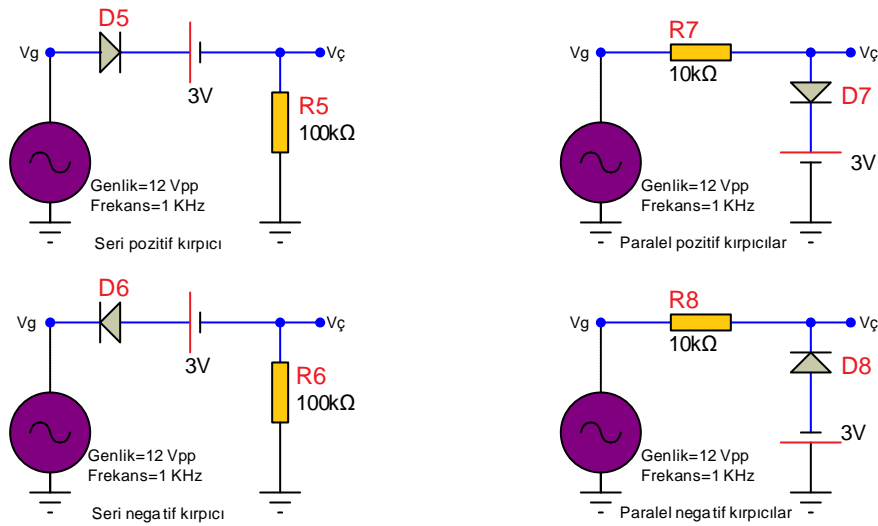 D5
Vg
Vç
3V
R5
100kΩ
Genlik=12 Vpp
Frekans=1 KHz
Seri pozitif kırpıcı
R7
Vg
Vç
10kΩ
D7
3V
Genlik=12 Vpp
Frekans=1 KHz
Paralel pozitif kırpıcılar
D6
Vg
Vç
3V
R6
100kΩ
Genlik=12 Vpp
Frekans=1 KHz
Seri negatif kırpıcı
R8
Vg
Vç
10kΩ
D8
3V
Genlik=12 Vpp
Frekans=1 KHz
Paralel negatif kırpıcılar